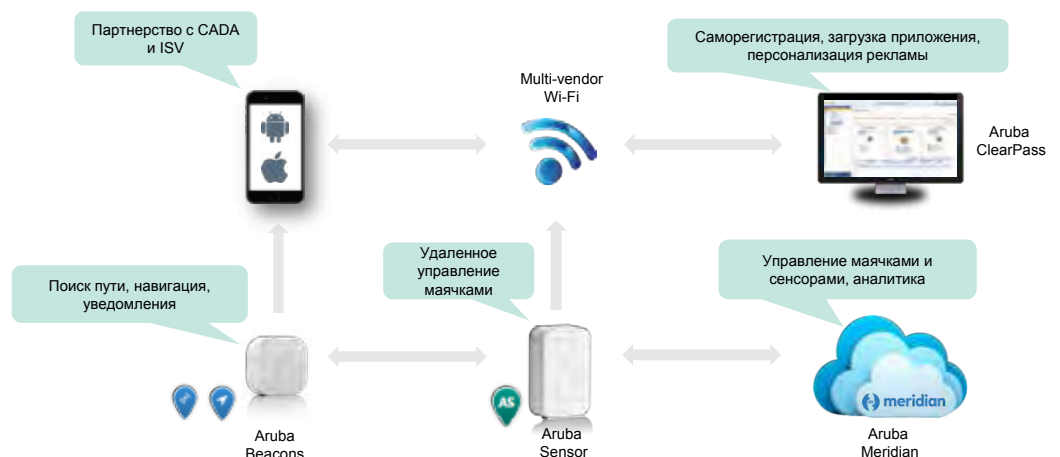 Партнерство с CADA
и ISV
Саморегистрация, загрузка приложения,
персонализация рекламы
Multi-vendor
Wi-Fi
Aruba
ClearPass
Поиск пути, навигация,
уведомления
Удаленное
управление
маячками
Управление маячками и
сенсорами, аналитика
AS
meridian
Aruba
Beacons
Aruba
Sensor
Aruba
Meridian